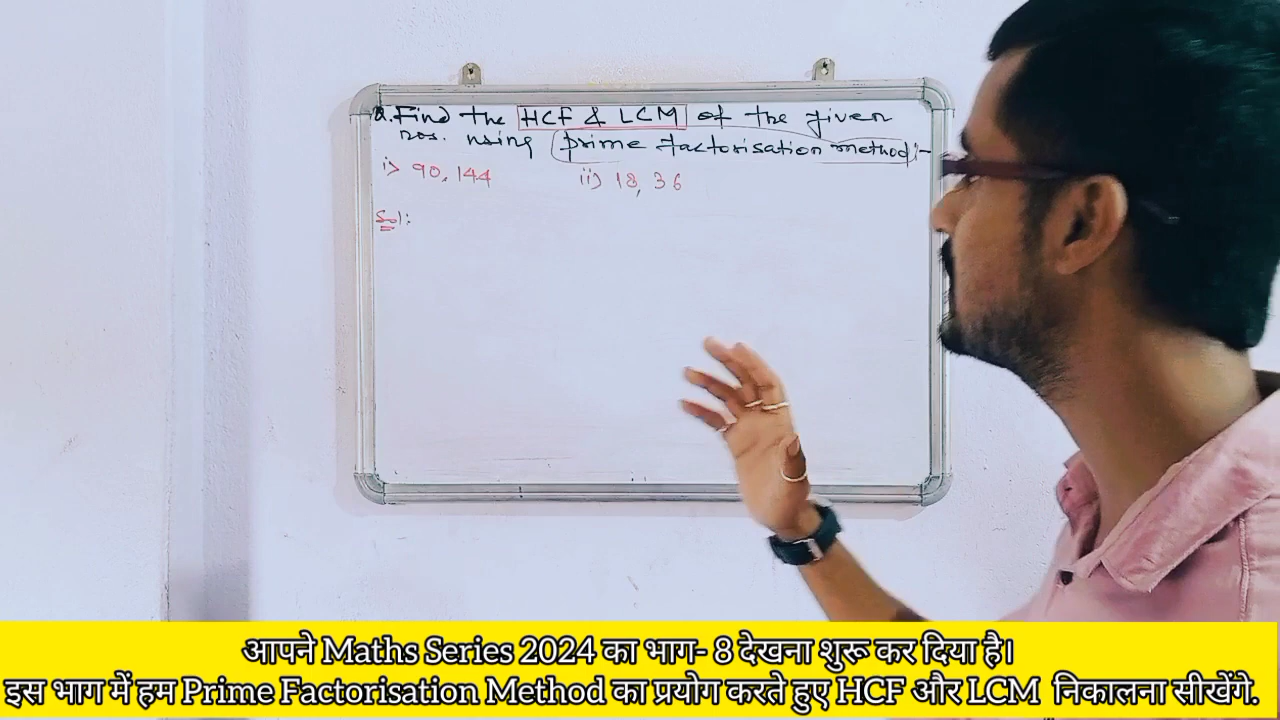 Q. Find the HCF & LCM of the given
nos. using prime factorisation method:-
i) 90, 144 ii) 18, 36
Sol:
आपने Maths Series 2024 का भाग- 8 देखना शुरू कर दिया है।
इस भाग में हम Prime Factorisation Method का प्रयोग करते हुए HCF और LCM निकालना सीखेंगे.